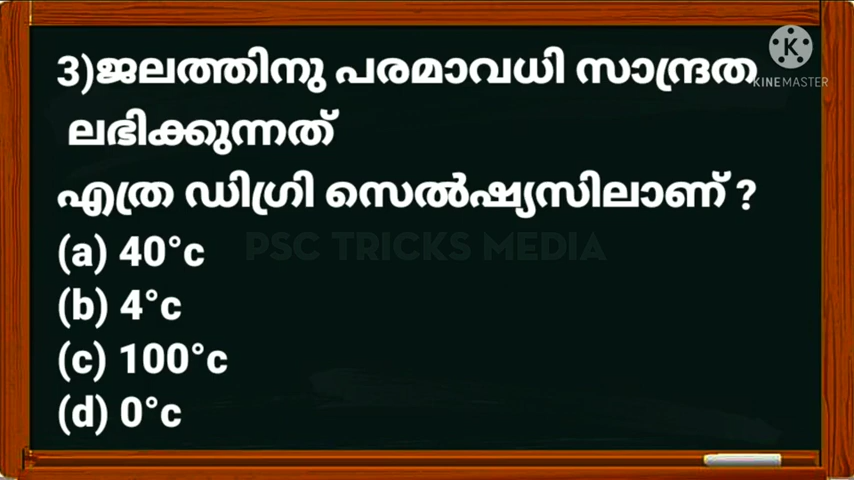 3)ജലത്തിനു പരമാവധി സാന്ദ്രത
ലഭിക്കുന്നത്
എത്ര ഡിഗ്രി സെൽഷ്യസിലാണ് ?
(a) 40°c
(b) 4°c
(c) 100°c
(d) 0°c
PSC TRICKS MEDIA
K
KINEMASTER